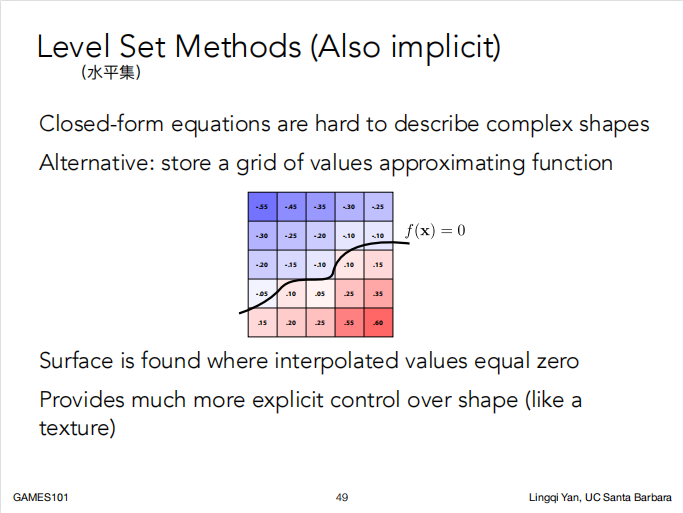 Level Set Methods (Also implicit)
(水平集)
Closed-form equations are hard to describe complex shapes
Alternative: store a grid of values approximating function
-.55 -.45 -.35 -.30 -.25
-.30 -.25 -.20 -.10 -.10
f(x) = 0
-.20 -.15 -.10 .10 .15
-.05 .10 .05 .25 .35
.15 .20 .25 .55 .60
Surface is found where interpolated values equal zero
Provides much more explicit control over shape (like a
texture)
GAMES101
49
Lingqi Yan, UC Santa Barbara